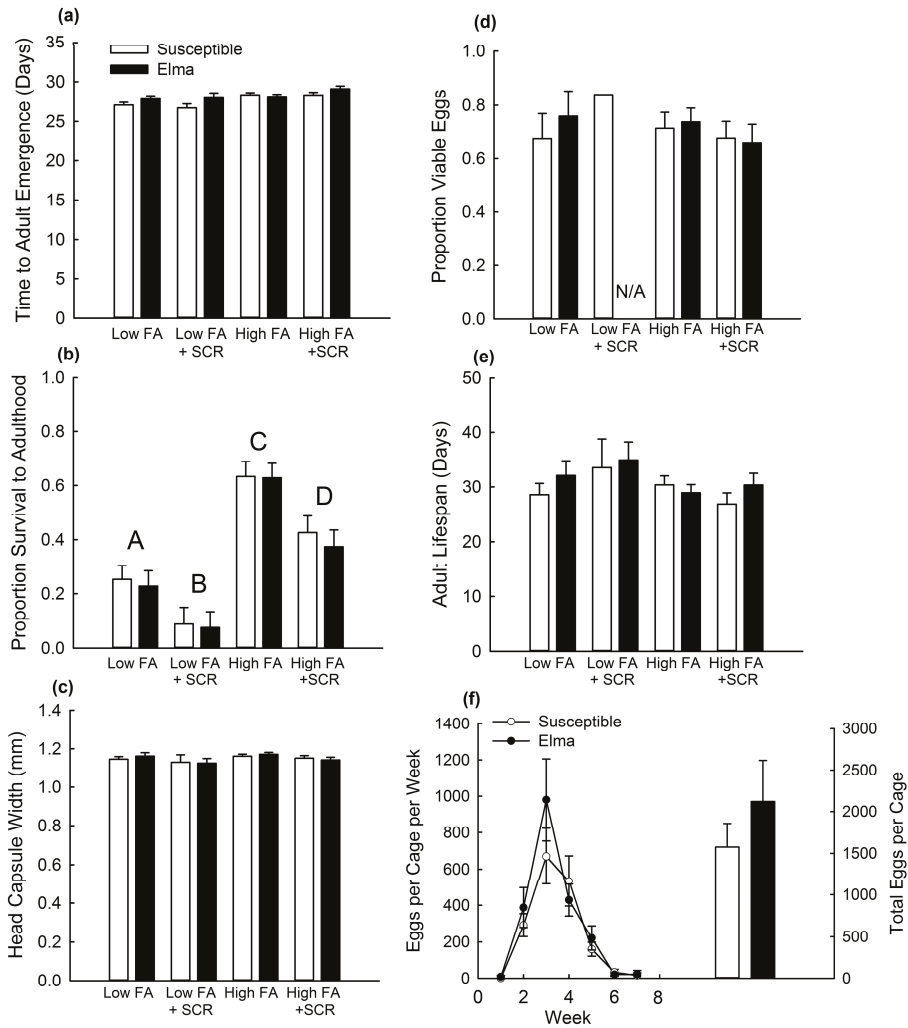 (a)
Time to Adult Emergence (Days)
35
30
25
20
15
10
5
0
Susceptible
Elma
Low FA
Low FA
+ SCR
High FA
High FA
+SCR
(b)
Proportion Survival to Adulthood
1.0
0.8
0.6
0.4
0.2
0.0
A
B
C
D
Low FA
Low FA
+ SCR
High FA
High FA
+SCR
(c)
Head Capsule Width (mm)
1.4
1.2
1.0
0.8
0.6
0.4
0.2
0.0
Low FA
Low FA
+ SCR
High FA
High FA
+SCR
(d)
Proportion Viable Eggs
1.0
0.8
0.6
0.4
0.2
0.0
N/A
Low FA
Low FA
+ SCR
High FA
High FA
+SCR
(e)
Adul: Lifespan (Days)
50
40
30
20
10
0
Low FA
Low FA
+ SCR
High FA
High FA
+SCR
(f)
Eggs per Cage per Week
1400
1200
1000
800
600
400
200
0
Susceptible
Elma
0 2 4 6 8
Week
3000
2500
2000
1500
1000
500
0
Total Eggs per Cage